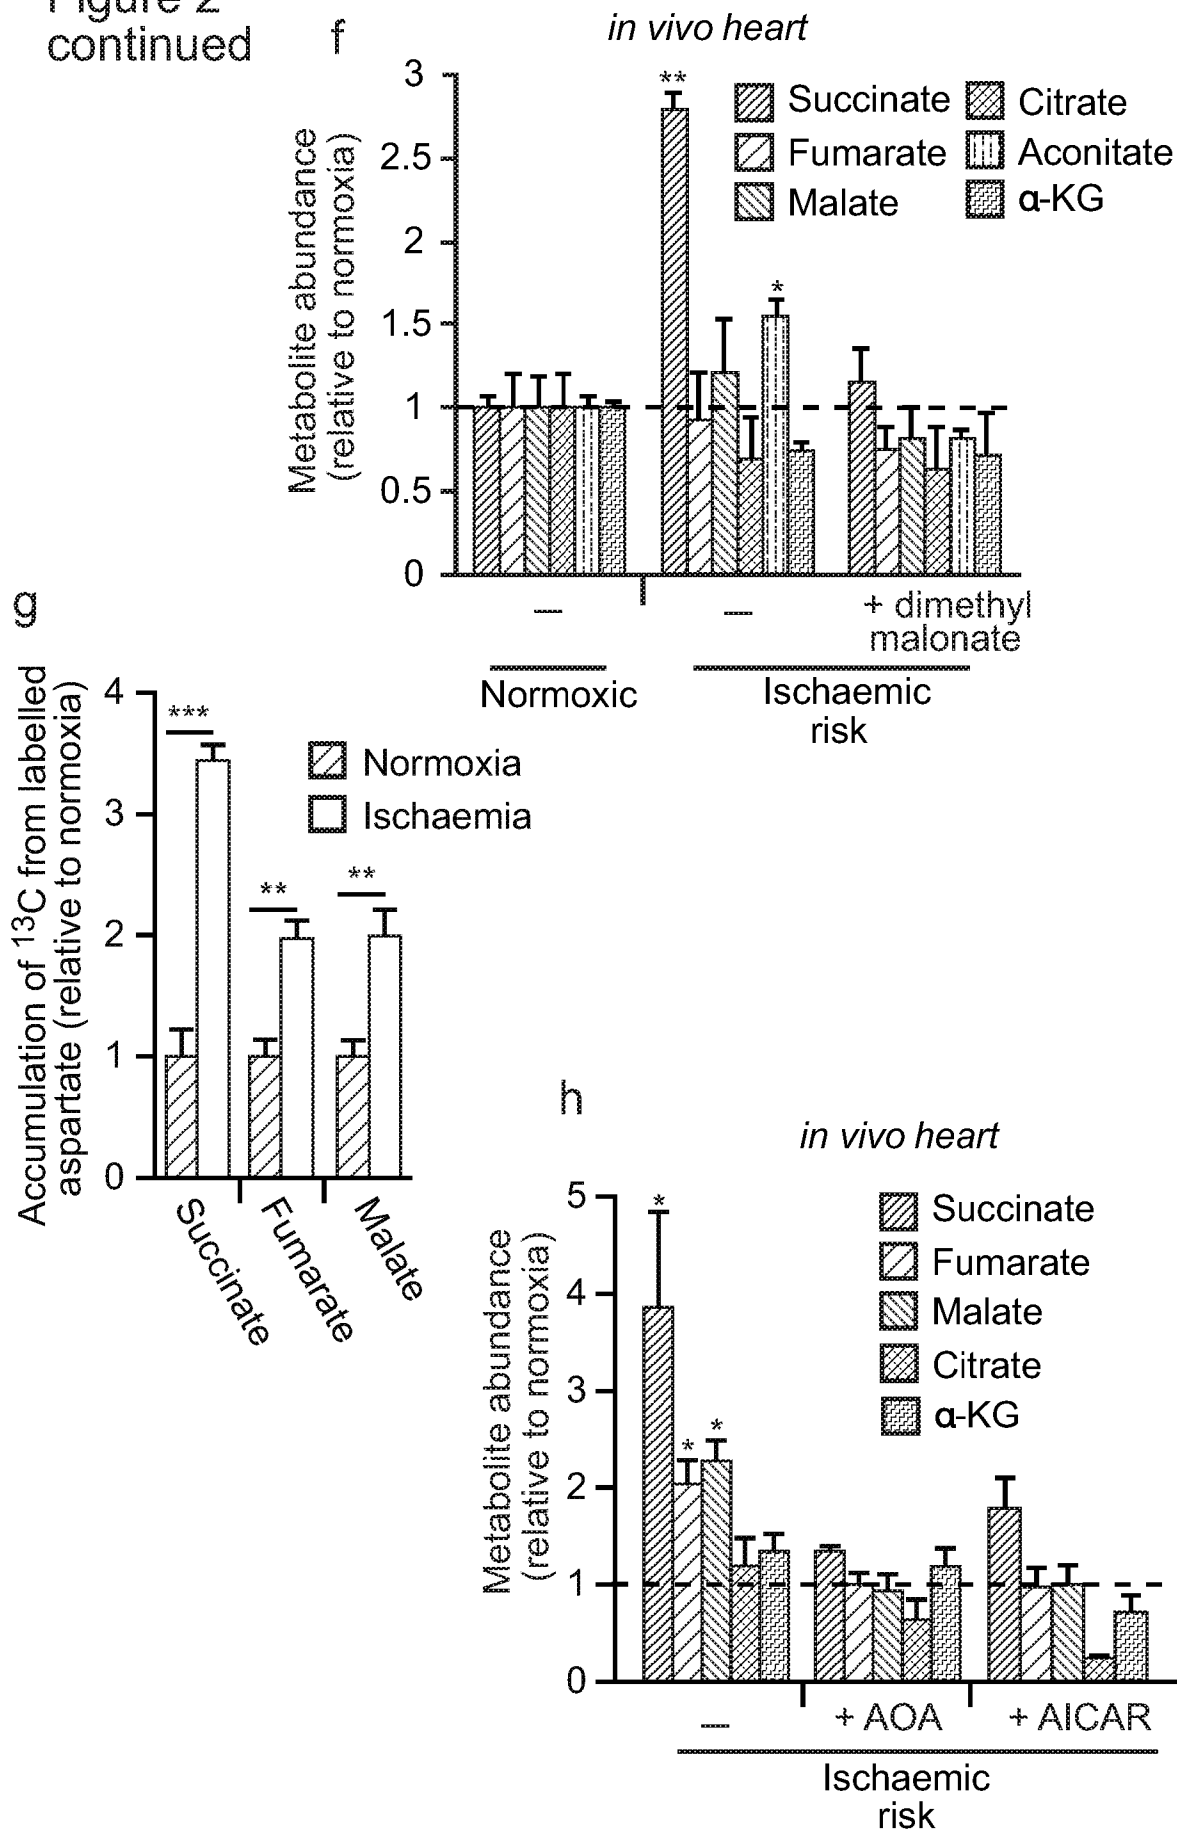 Figure 2
continued
f
in vivo heart
Metabolite abundance
(relative to normoxia)
3
2.5
2
1.5
1
0.5
0
**
*
Succinate
Fumarate
Malate
Citrate
Aconitate
α-KG
—
—
+ dimethyl
malonate
Normoxic
Ischaemic
risk
g
Accumulation of 13C from labelled
aspartate (relative to normoxia)
4
3
2
1
0
***
**
**
Normoxia
Ischaemia
Succinate
Fumarate
Malate
h
in vivo heart
Metabolite abundance
(relative to normoxia)
5
4
3
2
1
0
*
*
*
Succinate
Fumarate
Malate
Citrate
α-KG
—
+ AOA
+ AICAR
Ischaemic
risk